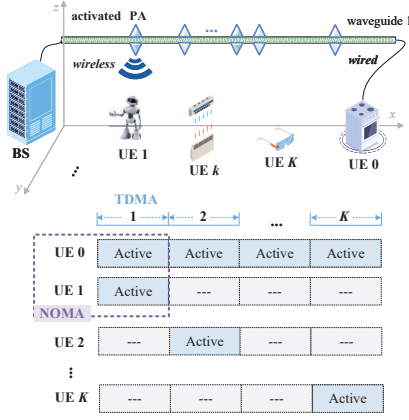 z
activated PA
...
waveguide 1
wireless
wired
BS
UE 1
UE k
UE K
UE 0
x
y
...
TDMA
1
2
...
K
UE 0 Active Active Active Active
UE 1 Active --- --- ---
NOMA
UE 2 --- Active --- ---
...
UE K --- --- --- Active